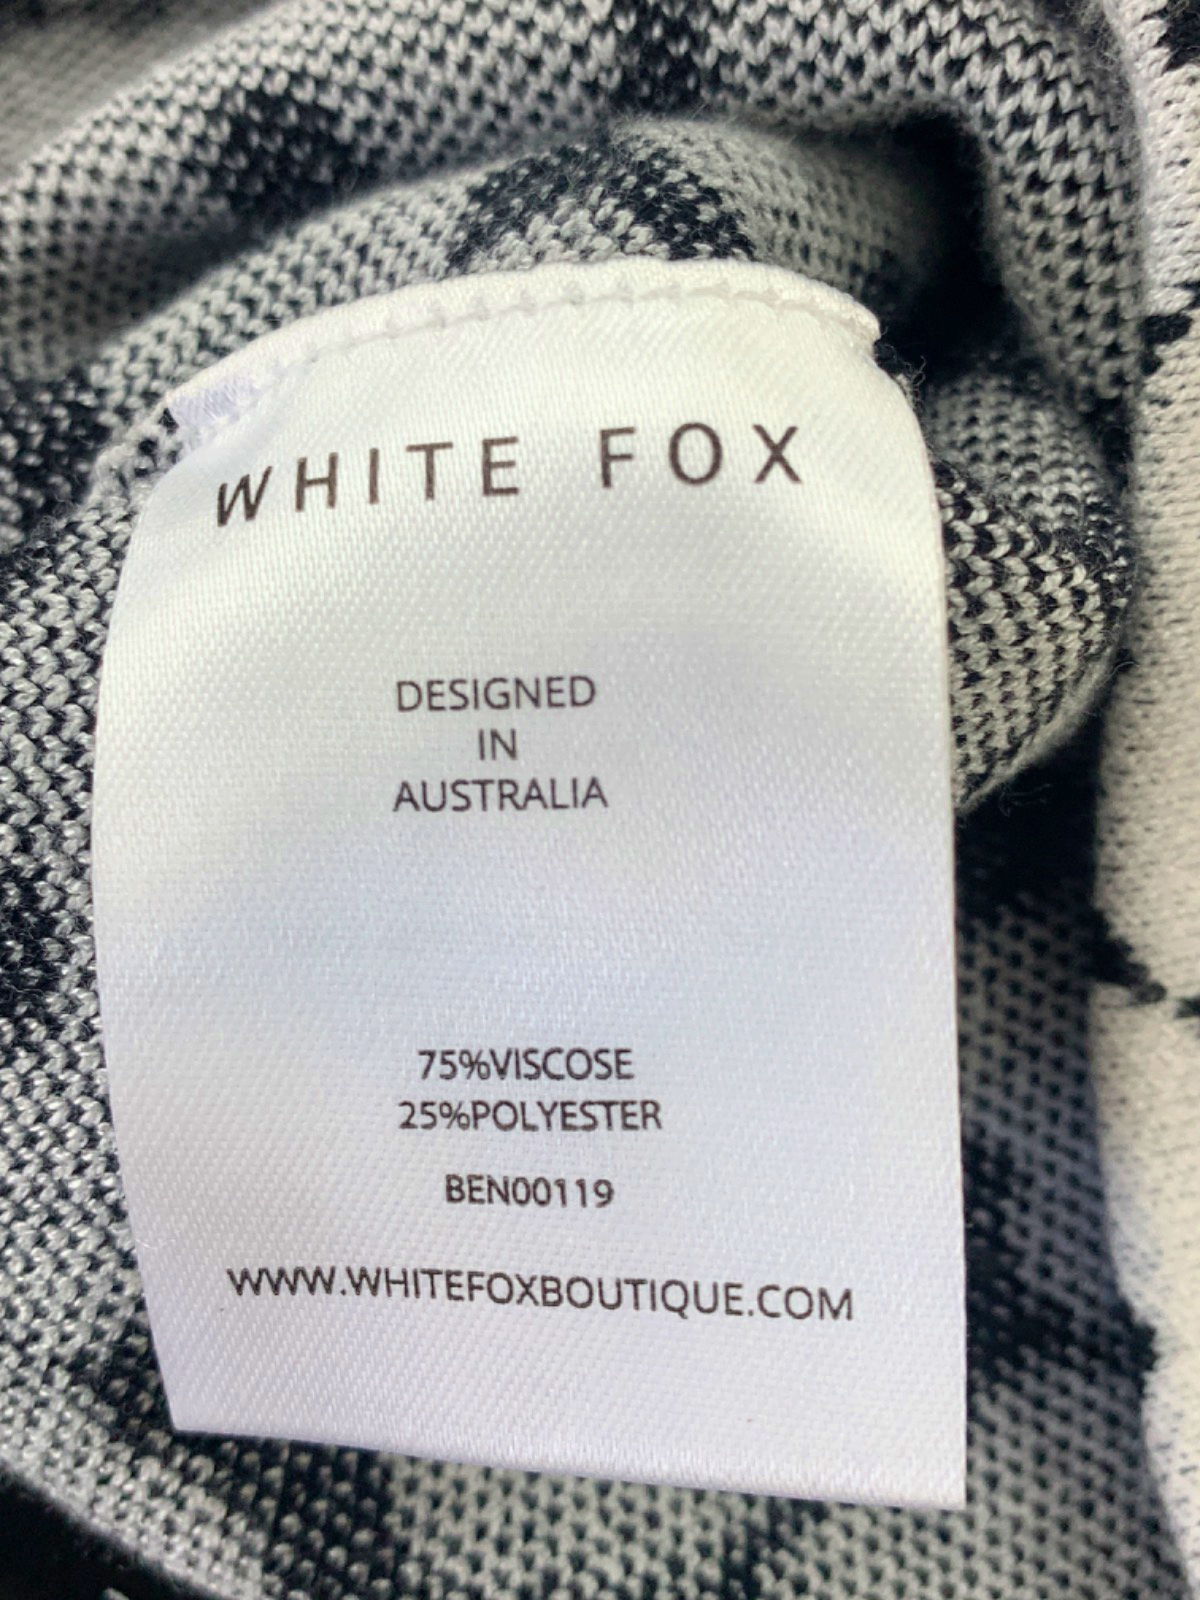 WHITE FOX
DESIGNED
IN
AUSTRALIA
75%VISCOSE
25%POLYESTER
BEN00119
WWW.WHITEFOXBOUTIQUE.COM